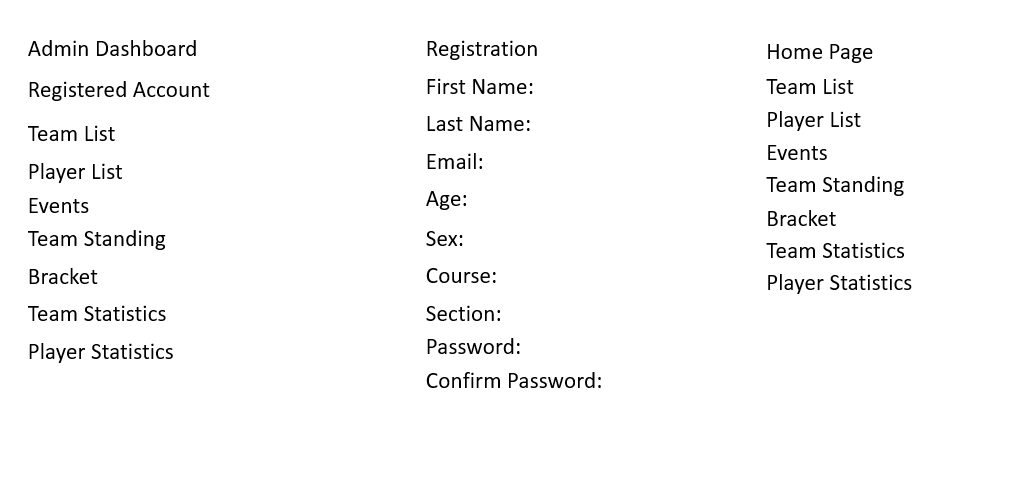 Admin Dashboard
Registered Account
Team List
Player List
Events
Team Standing
Bracket
Team Statistics
Player Statistics
Registration
First Name:
Last Name:
Email:
Age:
Sex:
Course:
Section:
Password:
Confirm Password:
Home Page
Team List
Player List
Events
Team Standing
Bracket
Team Statistics
Player Statistics